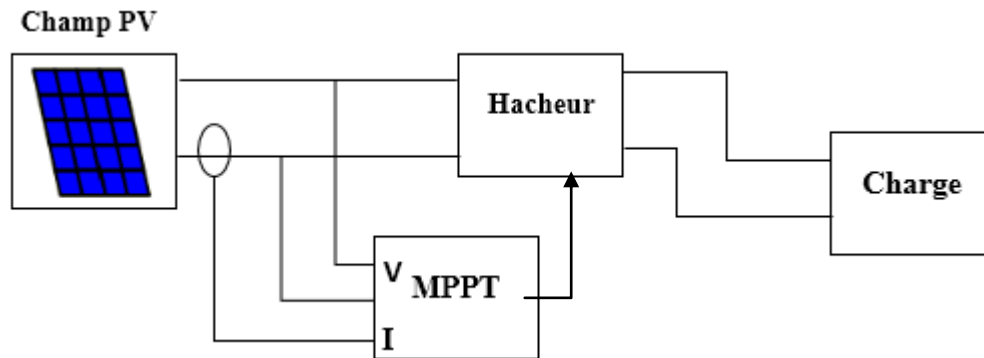 Champ PV
Hacheur
Charge
V
MPPT
I